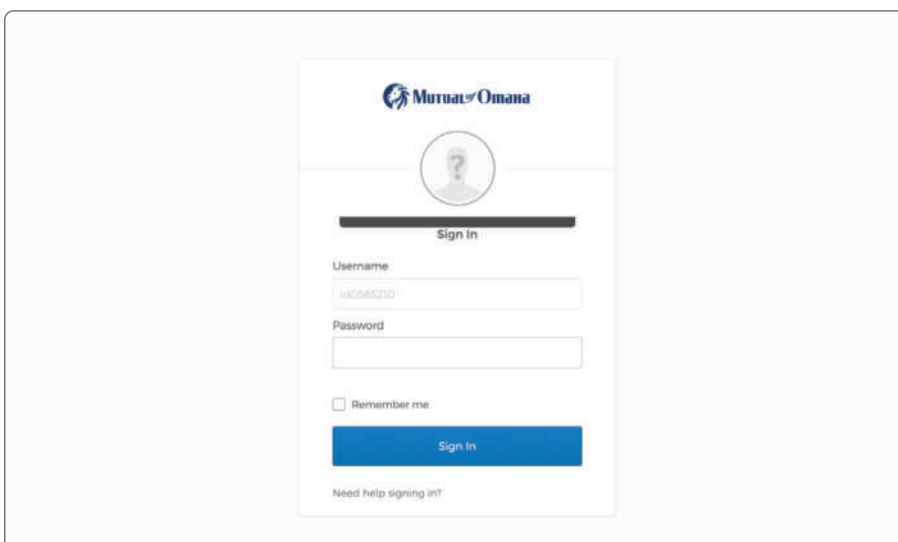 Mutual of Omaha
?
Sign In
Username
Password
Remember me
Sign In
Need help signing in?